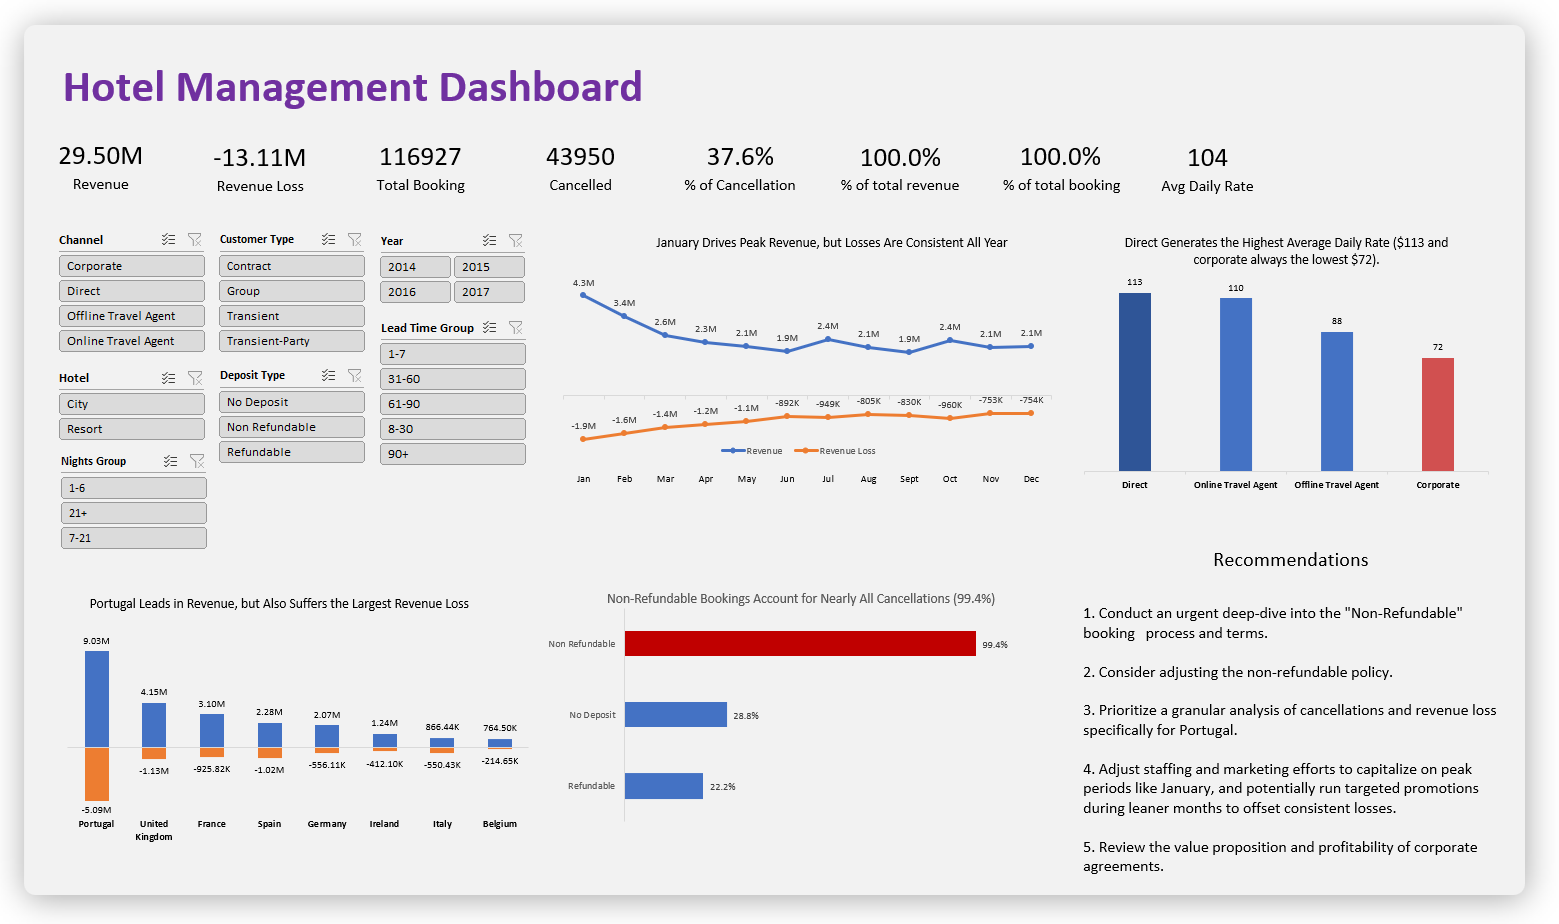 Hotel Management Dashboard
29.50M
Revenue
-13.11M
Revenue Loss
116927
Total Booking
43950
Cancelled
37.6%
% of Cancellation
100.0%
% of total revenue
100.0%
% of total booking
104
Avg Daily Rate
Channel
Corporate
Direct
Offline Travel Agent
Online Travel Agent
Hotel
City
Resort
Nights Group
1-6
21+
7-21
Customer Type
Contract
Group
Transient
Transient-Party
Deposit Type
No Deposit
Non Refundable
Refundable
Year
2014
2015
2016
2017
Lead Time Group
1-7
31-60
61-90
8-30
90+
January Drives Peak Revenue, but Losses Are Consistent All Year
4.3M
3.4M
2.6M
2.3M
2.1M
1.9M
2.4M
2.1M
1.9M
2.4M
2.1M
2.1M
-1.9M
-1.6M
-1.4M
-1.2M
-1.1M
-892K
-949K
-805K
-830K
-960K
-753K
-754K
Revenue
Revenue Loss
Jan
Feb
Mar
Apr
May
Jun
Jul
Aug
Sept
Oct
Nov
Dec
Direct Generates the Highest Average Daily Rate ($113 and
corporate always the lowest $72).
113
110
88
72
Direct
Online Travel Agent
Offline Travel Agent
Corporate
Portugal Leads in Revenue, but Also Suffers the Largest Revenue Loss
9.03M
4.15M
3.10M
2.28M
2.07M
1.24M
866.44K
764.50K
-5.09M
-1.13M
-925.82K
-1.02M
-556.11K
-412.10K
-550.43K
-214.65K
Portugal
United
Kingdom
France
Spain
Germany
Ireland
Italy
Belgium
Non-Refundable Bookings Account for Nearly All Cancellations (99.4%)
Non Refundable
99.4%
No Deposit
28.8%
Refundable
22.2%
Recommendations
1. Conduct an urgent deep-dive into the "Non-Refundable"
booking   process and terms.
2. Consider adjusting the non-refundable policy.
3. Prioritize a granular analysis of cancellations and revenue loss
specifically for Portugal.
4. Adjust staffing and marketing efforts to capitalize on peak
periods like January, and potentially run targeted promotions
during leaner months to offset consistent losses.
5. Review the value proposition and profitability of corporate
agreements.